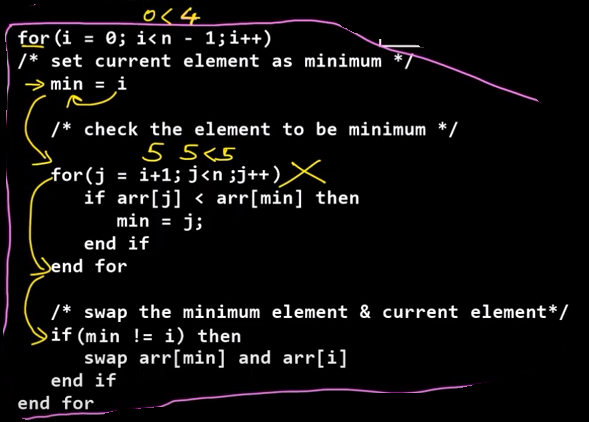 0<4
for(i = 0; i<n - 1;i++)
/* set current element as minimum */
min = i
/* check the element to be minimum */
5 5<5
for(j = i+1; j<n ;j++)
if arr[j] < arr[min] then
min = j;
end if
end for
/* swap the minimum element & current element*/
if(min != i) then
swap arr[min] and arr[i]
end if
end for